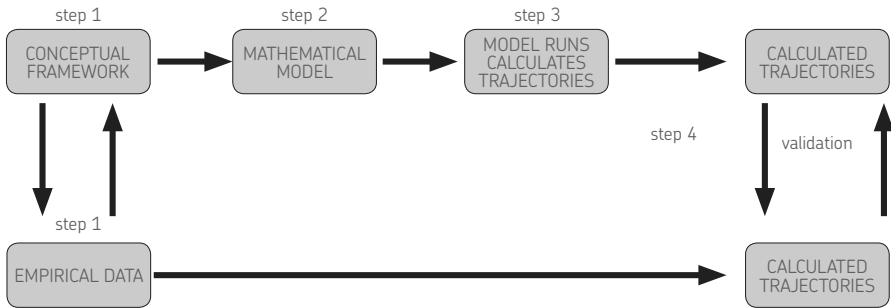 step 1
step 2
step 3
CONCEPTUAL
FRAMEWORK
MATHEMATICAL
MODEL
MODEL RUNS
CALCULATES
TRAJECTORIES
CALCULATED
TRAJECTORIES
step 4
validation
step 1
EMPIRICAL DATA
CALCULATED
TRAJECTORIES